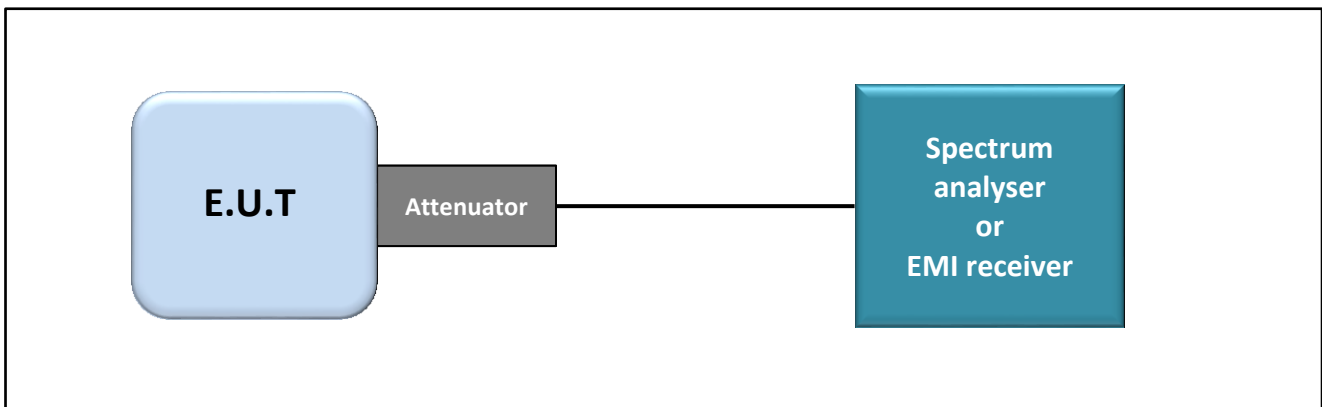 E.U.T
Attenuator
Spectrum
analyser
or
EMI receiver